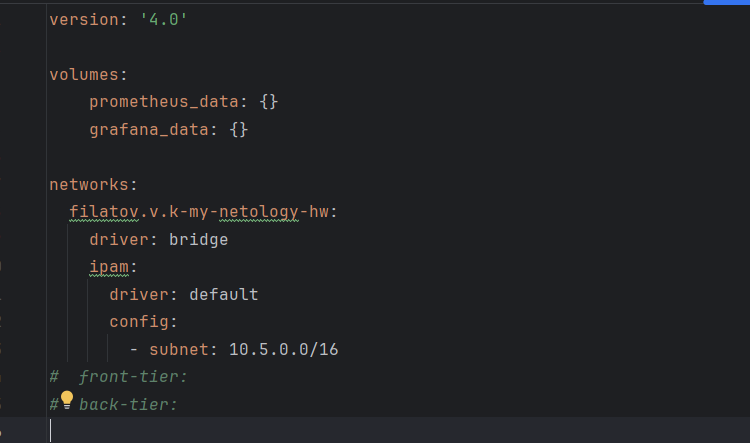 version: '4.0'
volumes:
    prometheus_data: {}
    grafana_data: {}
networks:
  filatov.v.k-my-netology-hw:
    driver: bridge
    ipam:
      driver: default
      config:
        - subnet: 10.5.0.0/16
#  front-tier:
#  back-tier: